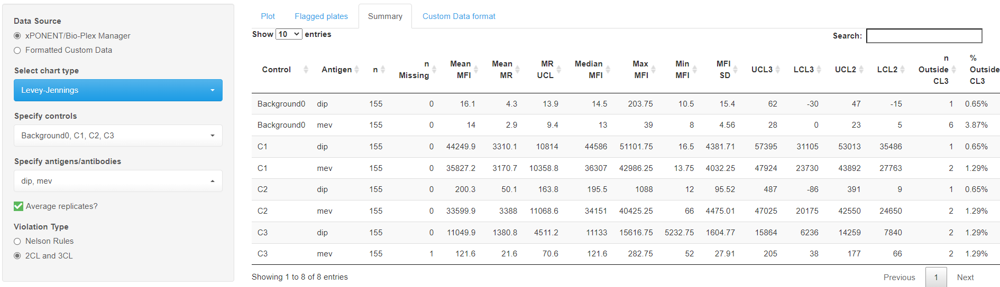 Data Source
xPONENT/Bio-Plex Manager
Formatted Custom Data
Select chart type
Levey-Jennings
Specify controls
Background0, C1, C2, C3
Specify antigens/antibodies
dip, mev
Average replicates?
Violation Type
Nelson Rules
2CL and 3CL
Plot Flagged plates Summary Custom Data format
Show 10 entries
Search:
Control Antigen n n Missing Mean MFI Mean MR MR UCL Median MFI Max MFI Min MFI MFI SD UCL3 LCL3 UCL2 LCL2 n Outside CL3 % Outside CL3
Background0 dip 155 0 16.1 4.3 13.9 14.5 203.75 10.5 15.4 62 -30 47 -15 1 0.65%
Background0 mev 155 0 14 2.9 9.4 13 39 8 4.56 28 0 23 5 6 3.87%
C1 dip 155 0 44249.9 3310.1 10814 44586 51101.75 16.5 4381.71 57395 31105 53013 35486 1 0.65%
C1 mev 155 0 35827.2 3170.7 10358.8 36307 42986.25 13.75 4032.25 47924 23730 43892 27763 2 1.29%
C2 dip 155 0 200.3 50.1 163.8 195.5 1088 12 95.52 487 -86 391 9 1 0.65%
C2 mev 155 0 33599.9 3388 11068.6 34151 40425.25 66 4475.01 47025 20175 42550 24650 2 1.29%
C3 dip 155 0 11049.9 1380.8 4511.2 11133 15616.75 5232.75 1604.77 15864 6236 14259 7840 2 1.29%
C3 mev 155 1 121.6 21.6 70.6 121.6 282.75 52 27.91 205 38 177 66 2 1.29%
Showing 1 to 8 of 8 entries
Previous 1 Next